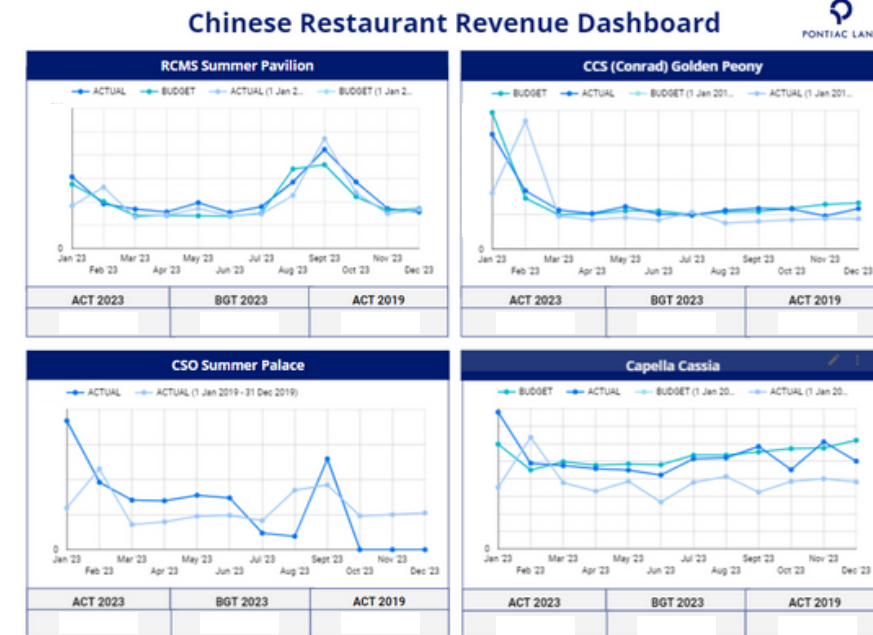 Chinese Restaurant Revenue Dashboard
PONTIAC LAN
RCMS Summer Pavilion
ACTUAL BUDGET ACTUAL (1 Jan 2... BUDGET (1 Jan 2...
0
Jan '23 Mar '23 May '23 Jul '23 Sept '23 Nov '23
Feb '23 Apr '23 Jun '23 Aug '23 Oct '23 Dec '23
ACT 2023 BGT 2023 ACT 2019
CCS (Conrad) Golden Peony
BUDGET ACTUAL BUDGET (1 Jan 201... ACTUAL (1 Jan 201...
0
Jan '23 Mar '23 May '23 Jul '23 Sept '23 Nov '23
Feb '23 Apr '23 Jun '23 Aug '23 Oct '23 Dec '23
ACT 2023 BGT 2023 ACT 2019
CSO Summer Palace
ACTUAL ACTUAL (1 Jan 2019 - 31 Dec 2019)
0
Jan '23 Mar '23 May '23 Jul '23 Sept '23 Nov '23
Feb '23 Apr '23 Jun '23 Aug '23 Oct '23 Dec '23
ACT 2023 BGT 2023 ACT 2019
Capella Cassia
BUDGET ACTUAL BUDGET (1 Jan 20... ACTUAL (1 Jan 20...
0
Jan '23 Mar '23 May '23 Jul '23 Sept '23 Nov '23
Feb '23 Apr '23 Jun '23 Aug '23 Oct '23 Dec '23
ACT 2023 BGT 2023 ACT 2019